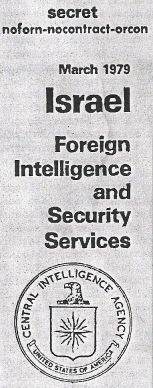 secret
noforn-nocontract-orcon
March 1979
Israel
Foreign
Intelligence
and
Security
Services
CENTRAL INTELLIGENCE AGENCY
UNITED STATES OF AMERICA